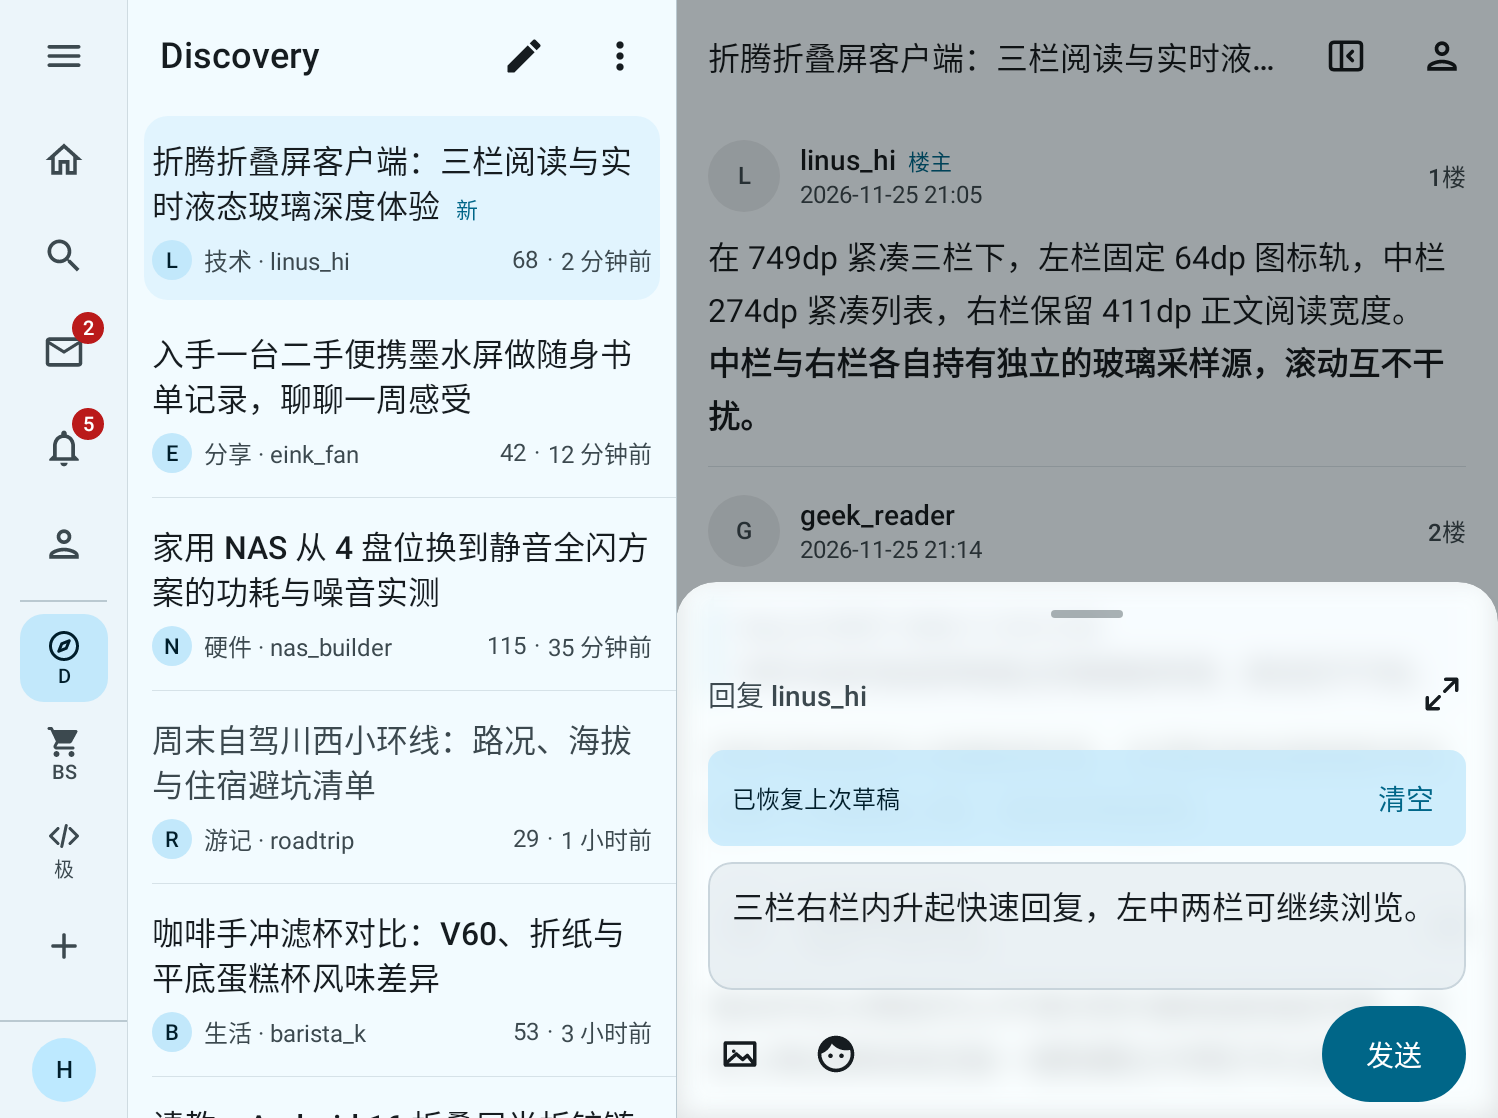 2
5
D
BS
极
H
Discovery
折腾折叠屏客户端：三栏阅读与实
时液态玻璃深度体验 新
L 技术 · linus_hi 68 · 2 分钟前
入手一台二手便携墨水屏做随身书
单记录，聊聊一周感受
E 分享 · eink_fan 42 · 12 分钟前
家用 NAS 从 4 盘位换到静音全闪方
案的功耗与噪音实测
N 硬件 · nas_builder 115 · 35 分钟前
周末自驾川西小环线：路况、海拔
与住宿避坑清单
R 游记 · roadtrip 29 · 1 小时前
咖啡手冲滤杯对比：V60、折纸与
平底蛋糕杯风味差异
B 生活 · barista_k 53 · 3 小时前
折腾折叠屏客户端：三栏阅读与实时液...
L linus_hi 楼主
2026-11-25 21:05
1楼
在 749dp 紧凑三栏下，左栏固定 64dp 图标轨，中栏
274dp 紧凑列表，右栏保留 411dp 正文阅读宽度。
中栏与右栏各自持有独立的玻璃采样源，滚动互不干
扰。
G geek_reader
2026-11-25 21:14
2楼
回复 linus_hi
已恢复上次草稿 清空
三栏右栏内升起快速回复，左中两栏可继续浏览。
发送